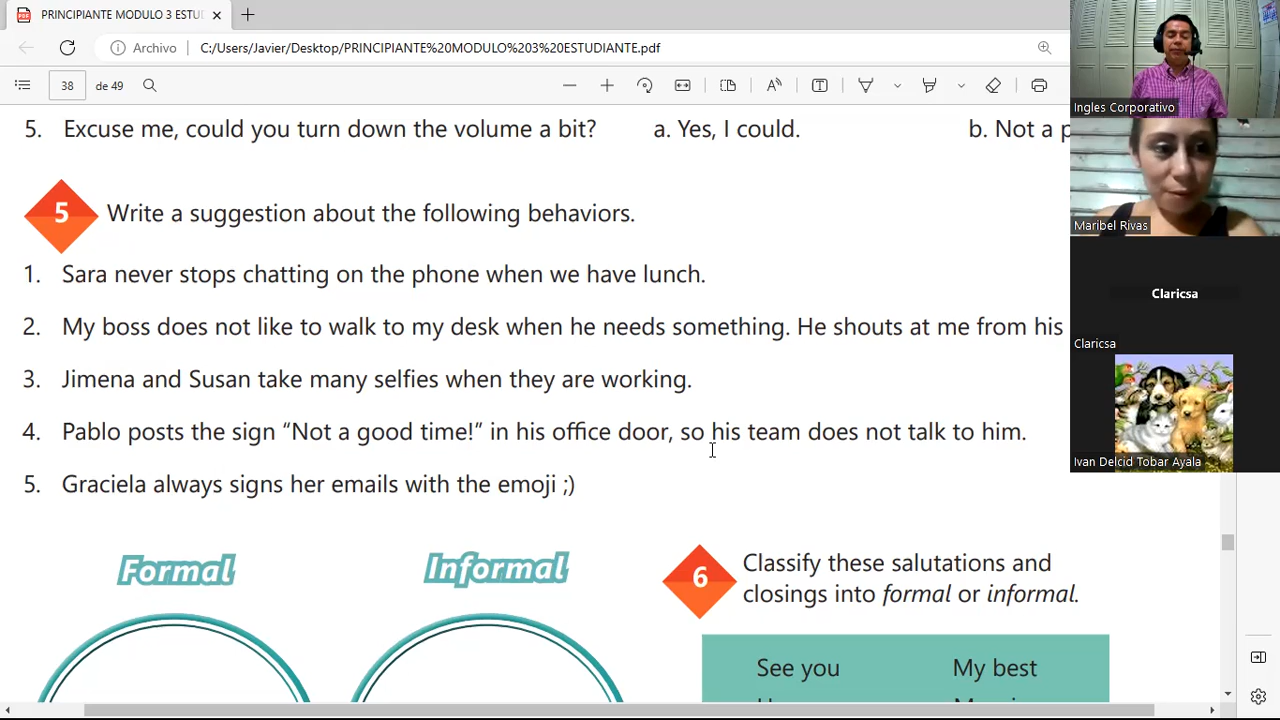 PRINCIPIANTE MODULO 3 ESTU
Archivo
C:/Users/Javier/Desktop/PRINCIPIANTE%20MODULO%203%20ESTUDIANTE.pdf
38 de 49
5. Excuse me, could you turn down the volume a bit? a. Yes, I could. b. Not a p
5 Write a suggestion about the following behaviors.
1. Sara never stops chatting on the phone when we have lunch.
2. My boss does not like to walk to my desk when he needs something. He shouts at me from his
3. Jimena and Susan take many selfies when they are working.
4. Pablo posts the sign “Not a good time!” in his office door, so his team does not talk to him.
5. Graciela always signs her emails with the emoji ;)
Formal Informal
6 Classify these salutations and
closings into formal or informal.
See you My best
Ingles Corporativo
Maribel Rivas
Claricsa
Claricsa
Ivan Delcid Tobar Ayala